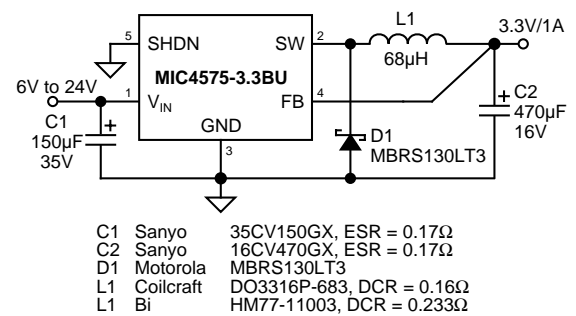 L1
3.3V/1A
5 SHDN SW 2
68µH
MIC4575-3.3BU
6V to 24V
1 VIN FB 4
C1
150µF
35V
+
GND
3
D1
MBRS130LT3
+
C2
470µF
16V
C1 Sanyo 35CV150GX, ESR = 0.17Ω
C2 Sanyo 16CV470GX, ESR = 0.17Ω
D1 Motorola MBRS130LT3
L1 Coilcraft DO3316P-683, DCR = 0.16Ω
L1 Bi HM77-11003, DCR = 0.233Ω